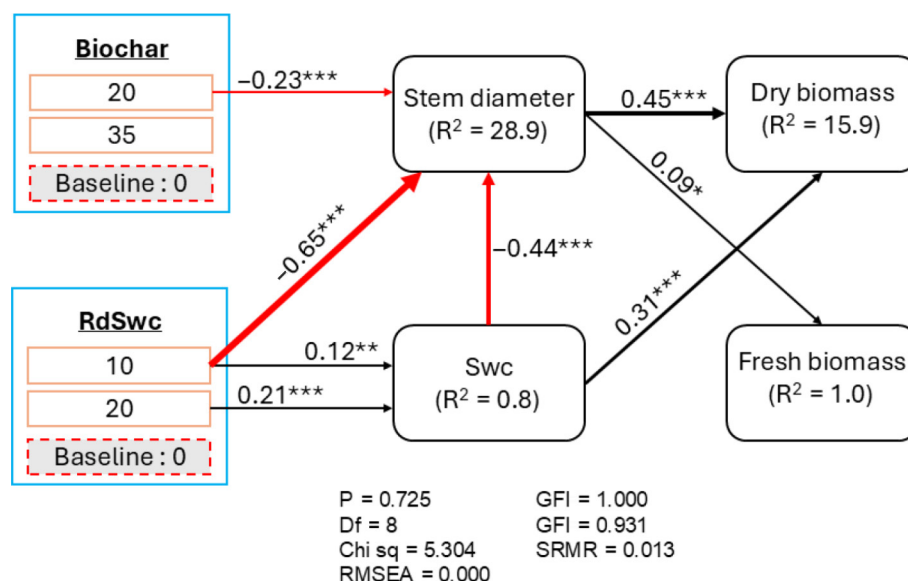 Biochar
20
35
Baseline : 0
RdSwc
10
20
Baseline : 0
−0.23***
−0.65***
0.12**
0.21***
Stem diameter
(R² = 28.9)
−0.44***
Swc
(R² = 0.8)
0.45***
0.09*
0.31***
Dry biomass
(R² = 15.9)
Fresh biomass
(R² = 1.0)
P = 0.725
Df = 8
Chi sq = 5.304
RMSEA = 0.000
GFI = 1.000
GFI = 0.931
SRMR = 0.013